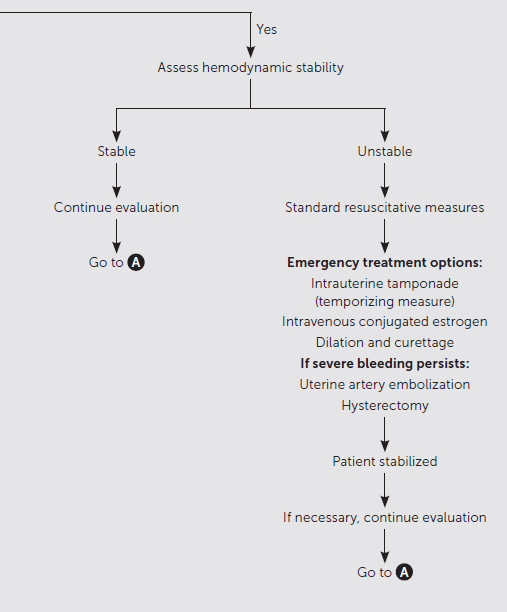 Yes
Assess hemodynamic stability
Stable
Unstable
Continue evaluation
Standard resuscitative measures
Go to A
Emergency treatment options:
Intrauterine tamponade
(temporizing measure)
Intravenous conjugated estrogen
Dilation and curettage
If severe bleeding persists:
Uterine artery embolization
Hysterectomy
Patient stabilized
If necessary, continue evaluation
Go to A